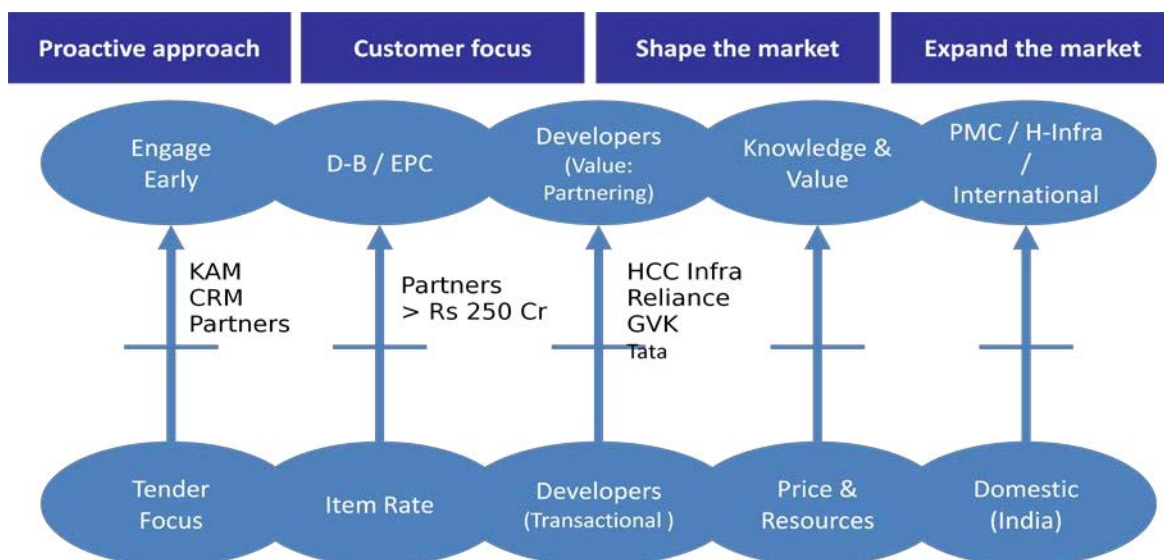 Proactive approach
Customer focus
Shape the market
Expand the market
Engage
Early
D-B / EPC
Developers
(Value:
Partnering)
Knowledge &
Value
PMC / H-Infra
/
International
KAM
CRM
Partners
Partners
> Rs 250 Cr
HCC Infra
Reliance
GVK
Tata
Tender
Focus
Item Rate
Developers
(Transactional )
Price &
Resources
Domestic
(India)